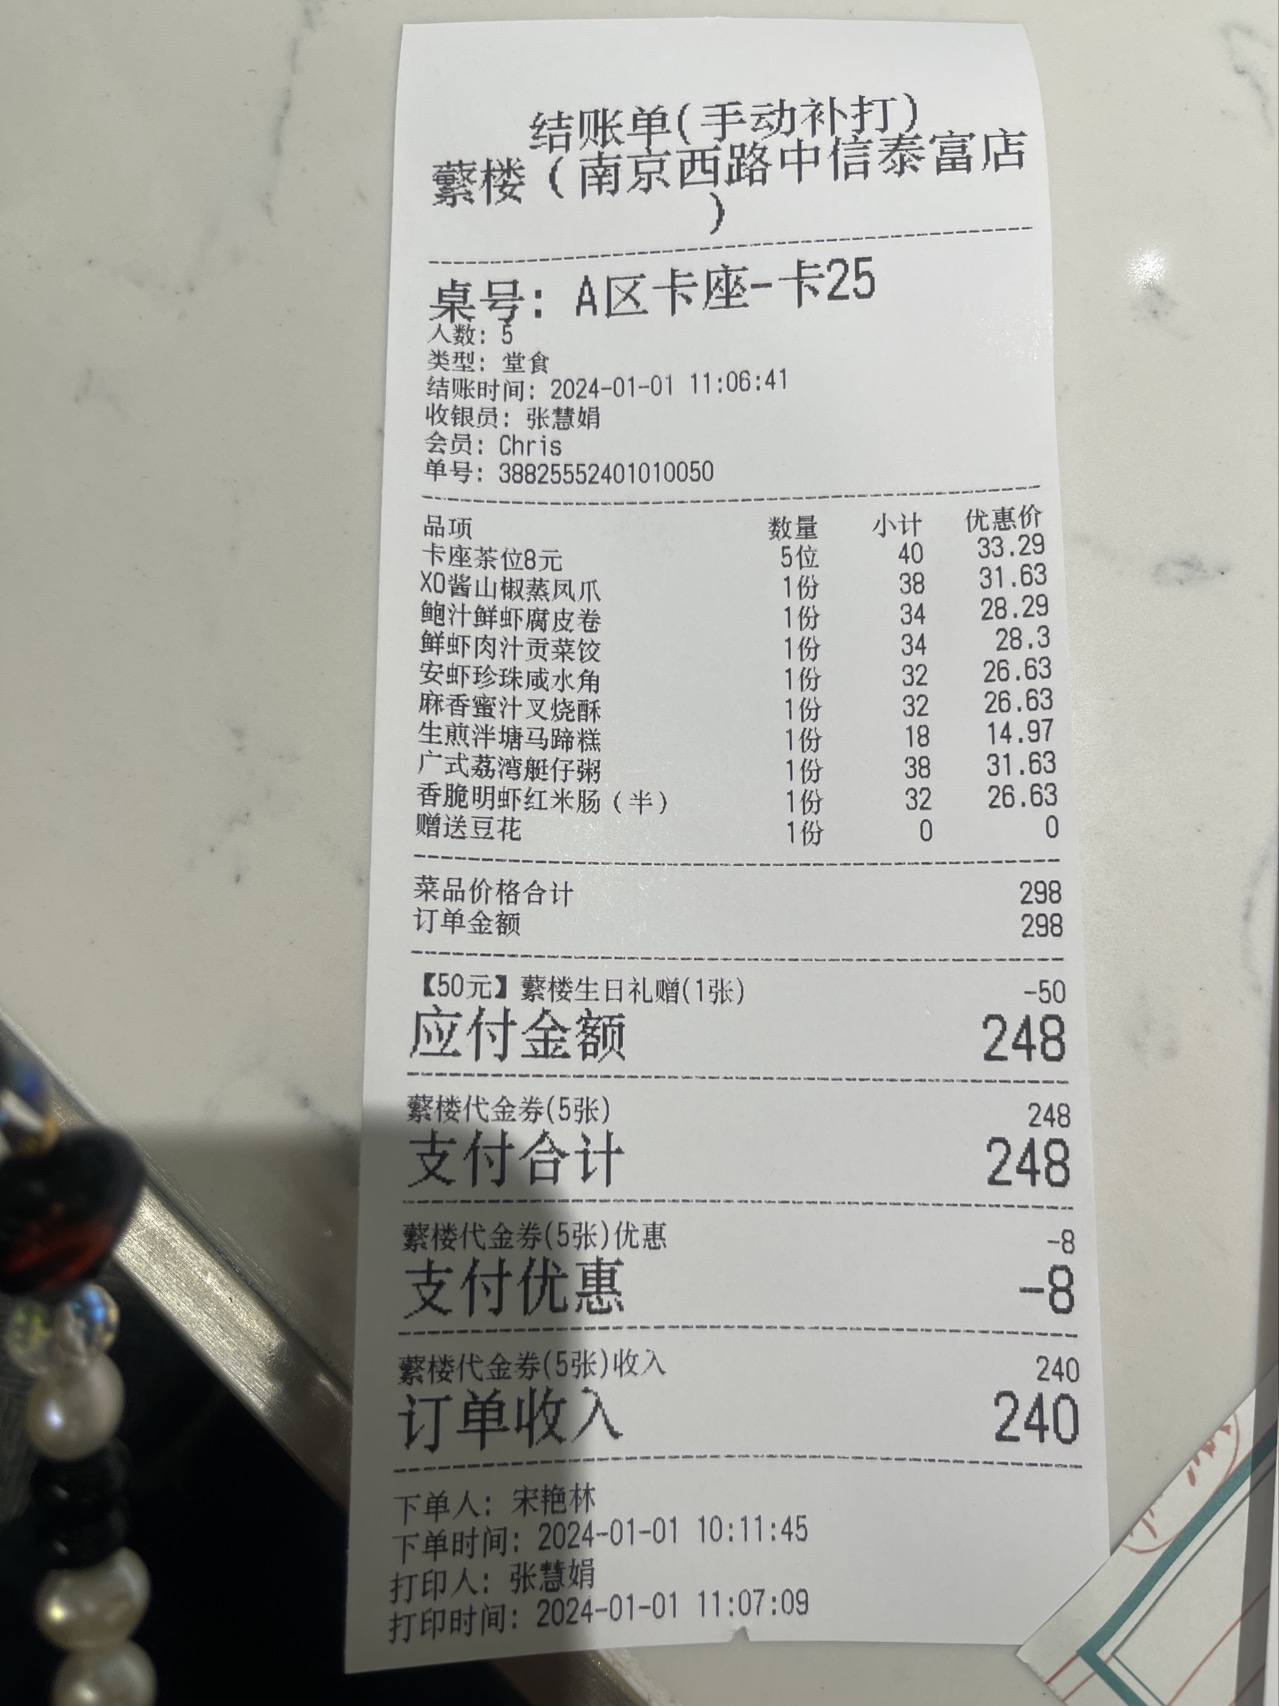 结账单(手动补打)
蘩楼（南京西路中信泰富店
）
桌号: A区卡座-卡25
人数: 5
类型: 堂食
结账时间: 2024-01-01 11:06:41
收银员: 张慧娟
会员: Chris
单号: 38825552401010050
品项 数量 小计 优惠价
卡座茶位8元 5位 40 33.29
XO酱山椒蒸凤爪 1份 38 31.63
鲍汁鲜虾腐皮卷 1份 34 28.29
鲜虾肉汁贡菜饺 1份 34 28.3
安虾珍珠咸水角 1份 32 26.63
麻香蜜汁叉烧酥 1份 32 26.63
生煎泮塘马蹄糕 1份 18 14.97
广式荔湾艇仔粥 1份 38 31.63
香脆明虾红米肠（半） 1份 32 26.63
赠送豆花 1份 0 0
菜品价格合计 298
订单金额 298
【50元】蘩楼生日礼赠(1张) -50
应付金额 248
蘩楼代金券(5张) 248
支付合计 248
蘩楼代金券(5张)优惠 -8
支付优惠 -8
蘩楼代金券(5张)收入 240
订单收入 240
下单人: 宋艳林
下单时间: 2024-01-01 10:11:45
打印人: 张慧娟
打印时间: 2024-01-01 11:07:09